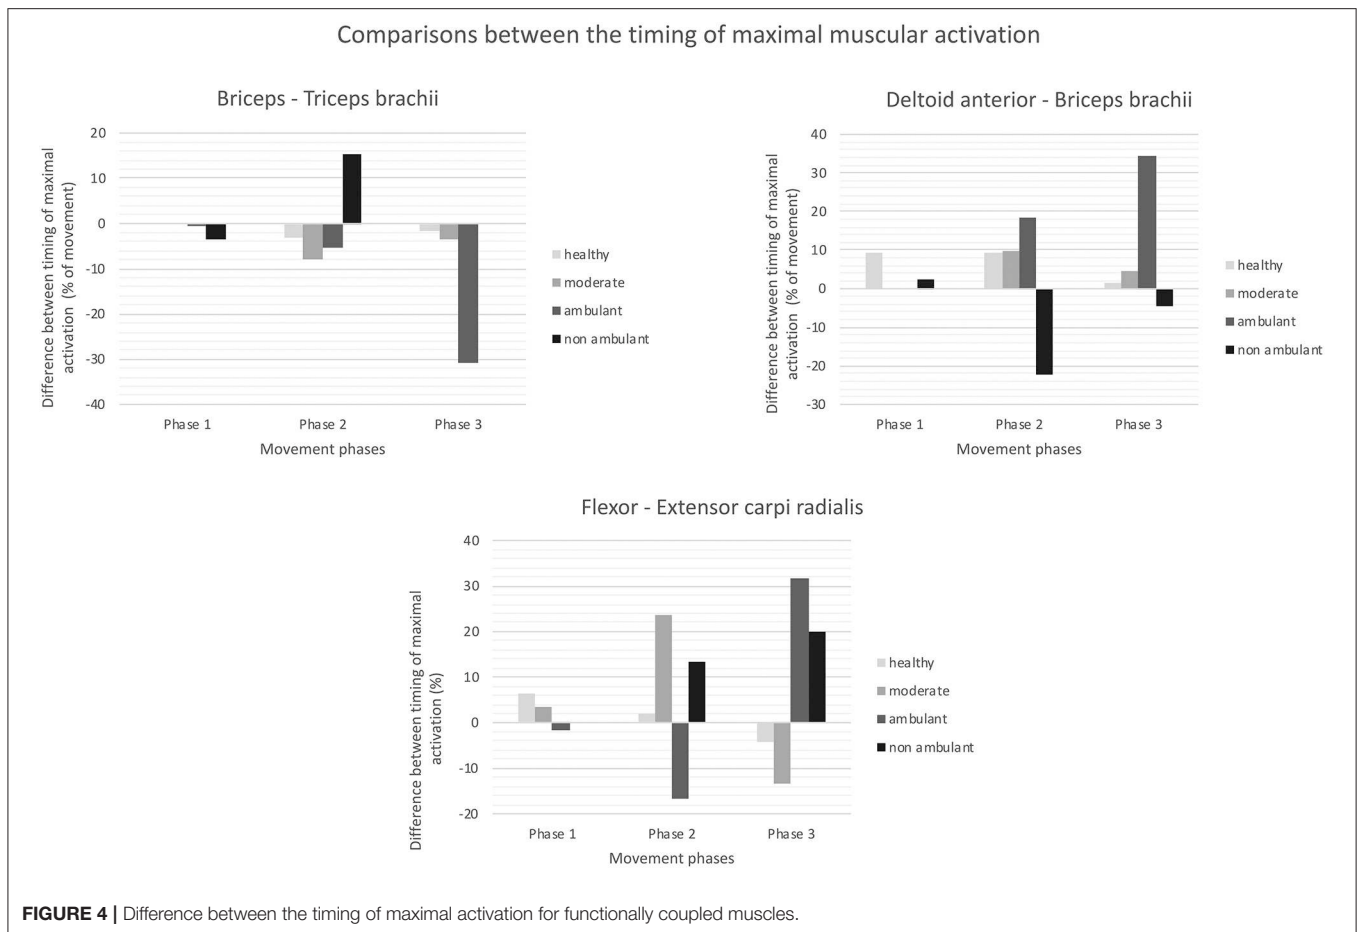 Comparisons between the timing of maximal muscular activation
Briceps - Triceps brachii
Difference between timing of maximal
activation (% of movement)
20
10
0
-10
-20
-30
-40
Phase 1
Phase 2
Phase 3
Movement phases
healthy
moderate
ambulant
non ambulant
Deltoid anterior - Briceps brachii
Difference between timing of maximal
activation (% of movement)
40
30
20
10
0
-10
-20
-30
Phase 1
Phase 2
Phase 3
Movement phases
healthy
moderate
ambulant
non ambulant
Flexor - Extensor carpi radialis
Difference between timing of maximal
activation (%)
40
30
20
10
0
-10
-20
Phase 1
Phase 2
Phase 3
Movement phases
healthy
moderate
ambulant
non ambulant
FIGURE 4 | Difference between the timing of maximal activation for functionally coupled muscles.